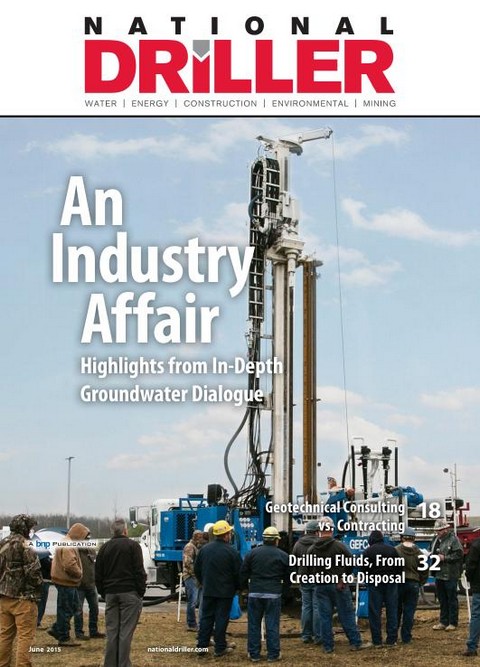 NATIONAL
DRiLLER
WATER | ENERGY | CONSTRUCTION | ENVIRONMENTAL | MINING
An
Industry
Affair
Highlights from In-Depth
Groundwater Dialogue
Geotechnical Consulting
vs. Contracting
18
Drilling Fluids, From
Creation to Disposal
32
GEFC
A bnp PUBLICATION
June 2015
nationaldriller.com